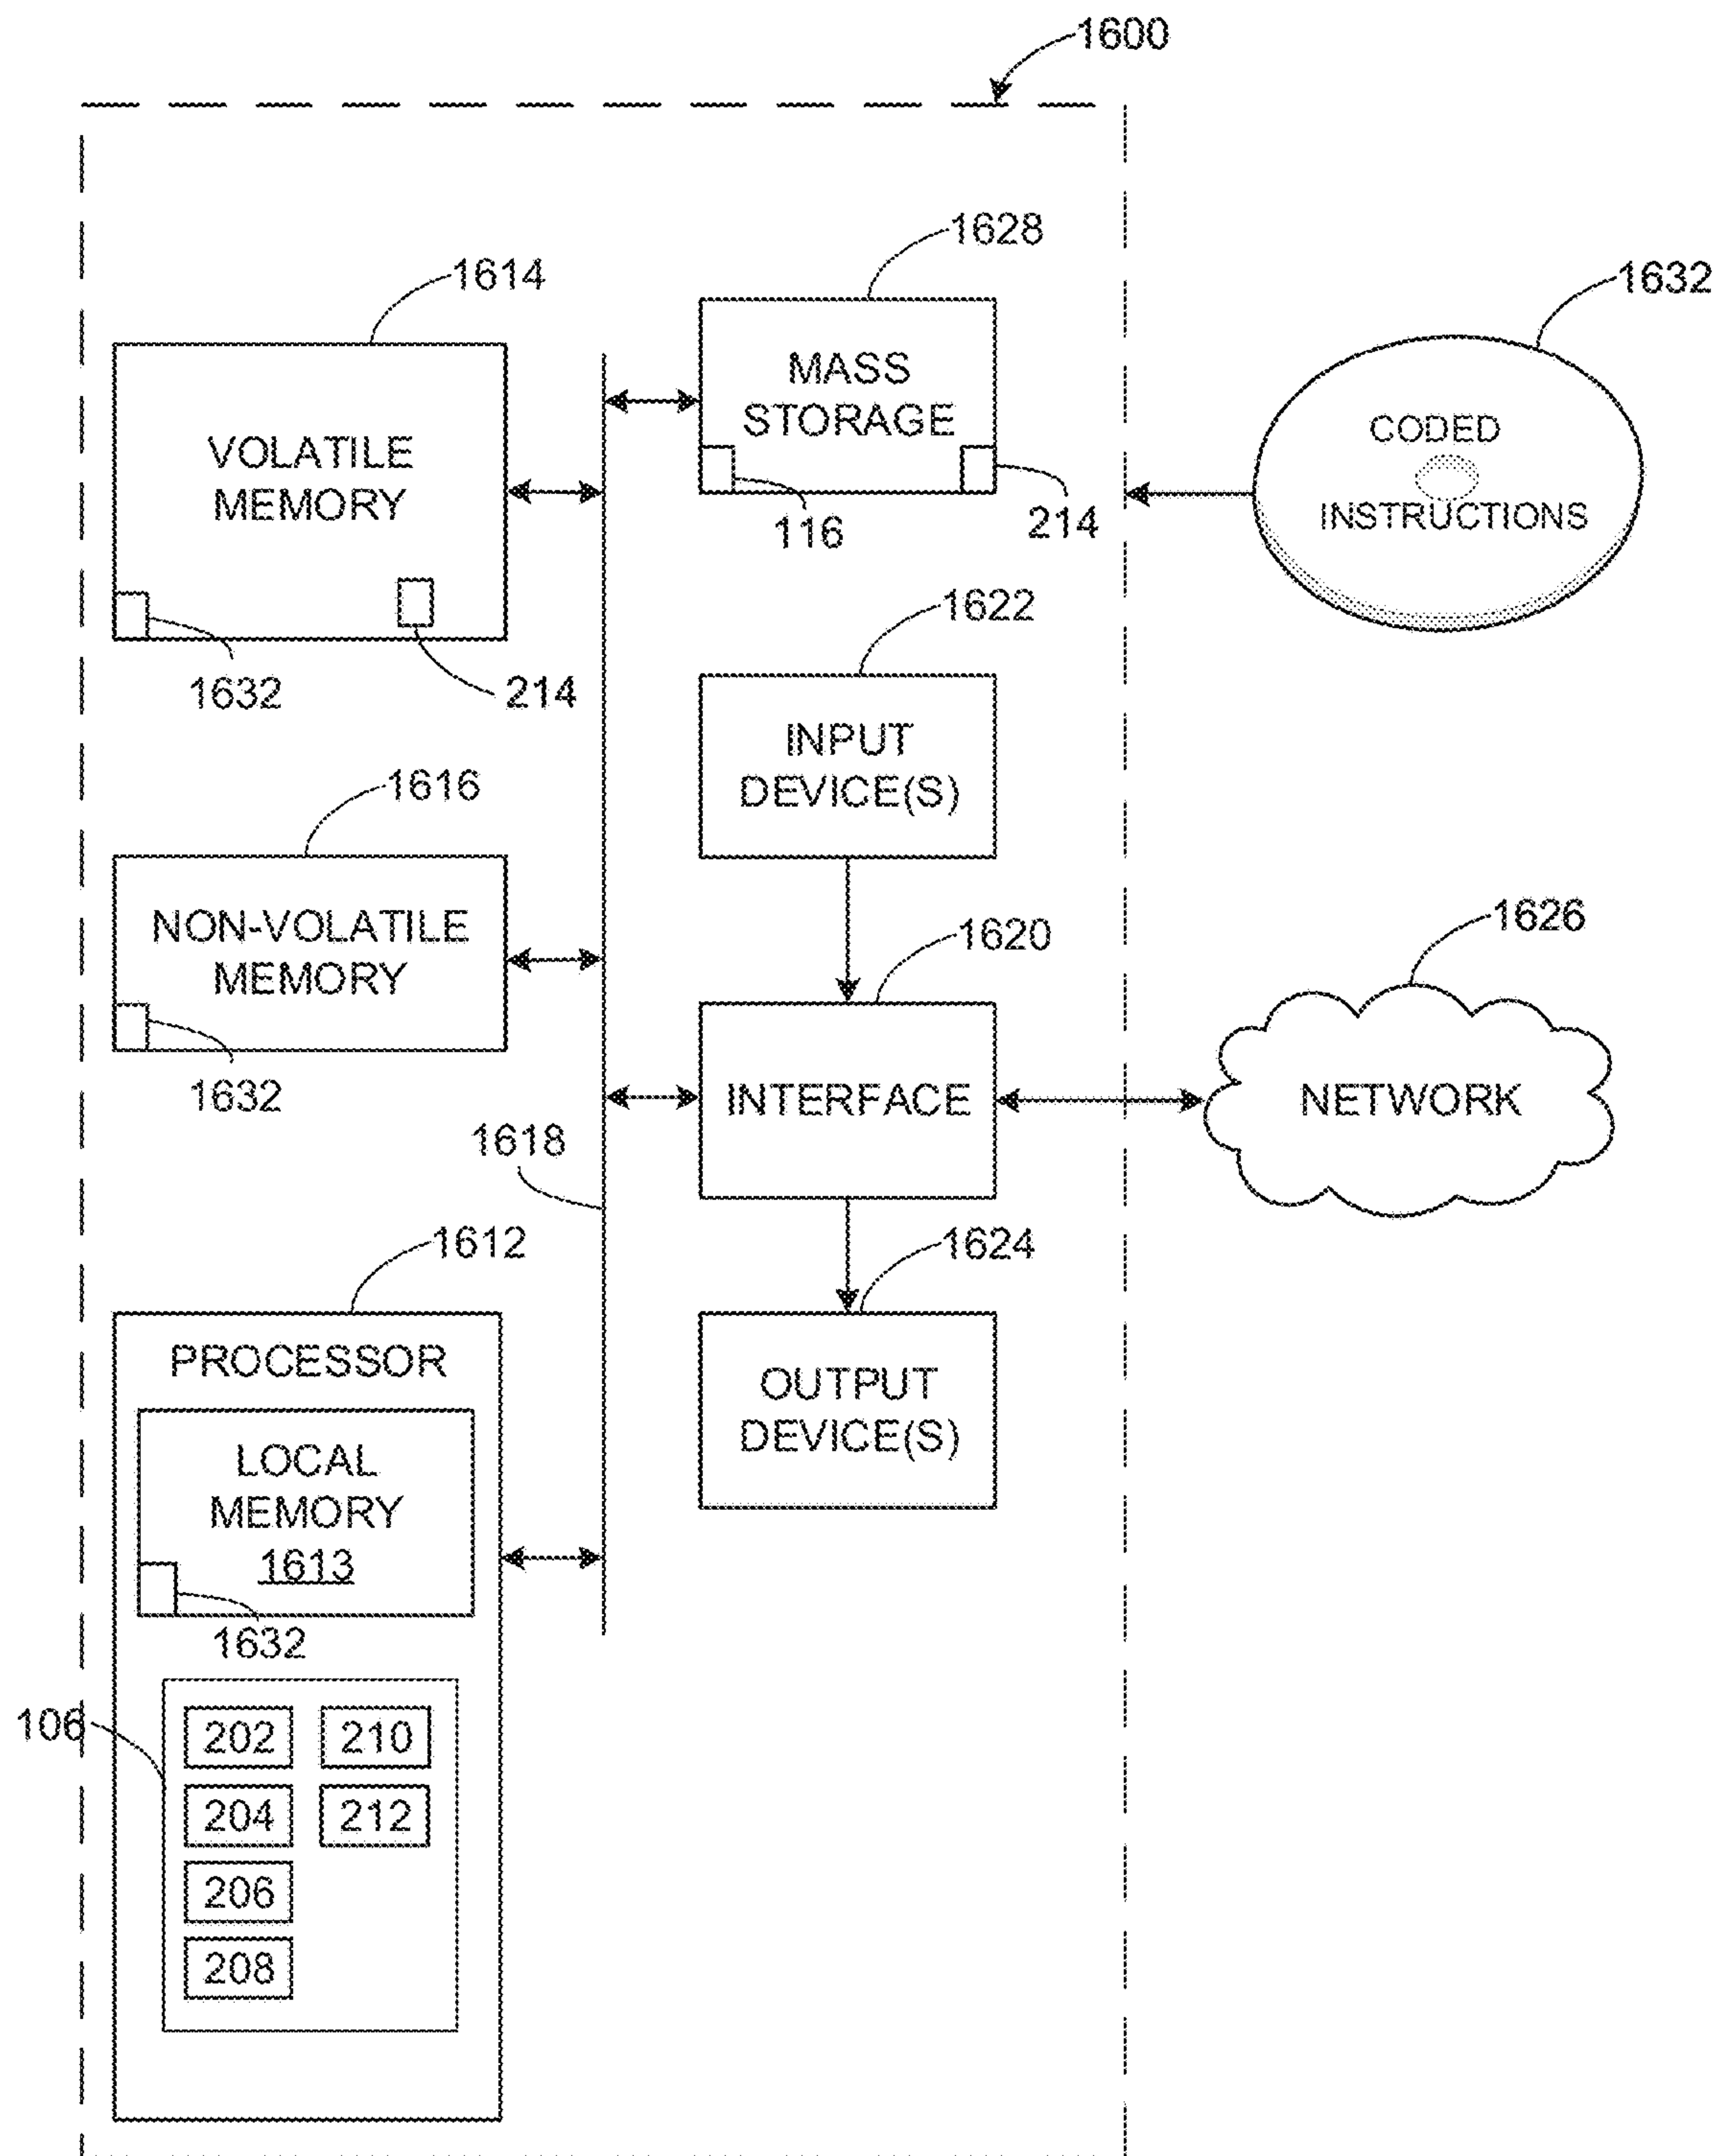 1600
1628
1614
1632
MASS
STORAGE
VOLATILE
MEMORY
CODED
INSTRUCTIONS
116
214
1632
214
1622
INPUT
DEVICE(S)
1616
NON-VOLATILE
MEMORY
1632
1620
1626
INTERFACE
NETWORK
1618
1612
1624
PROCESSOR
OUTPUT
DEVICE(S)
LOCAL
MEMORY
1613
1632
106
202
210
204
212
206
208